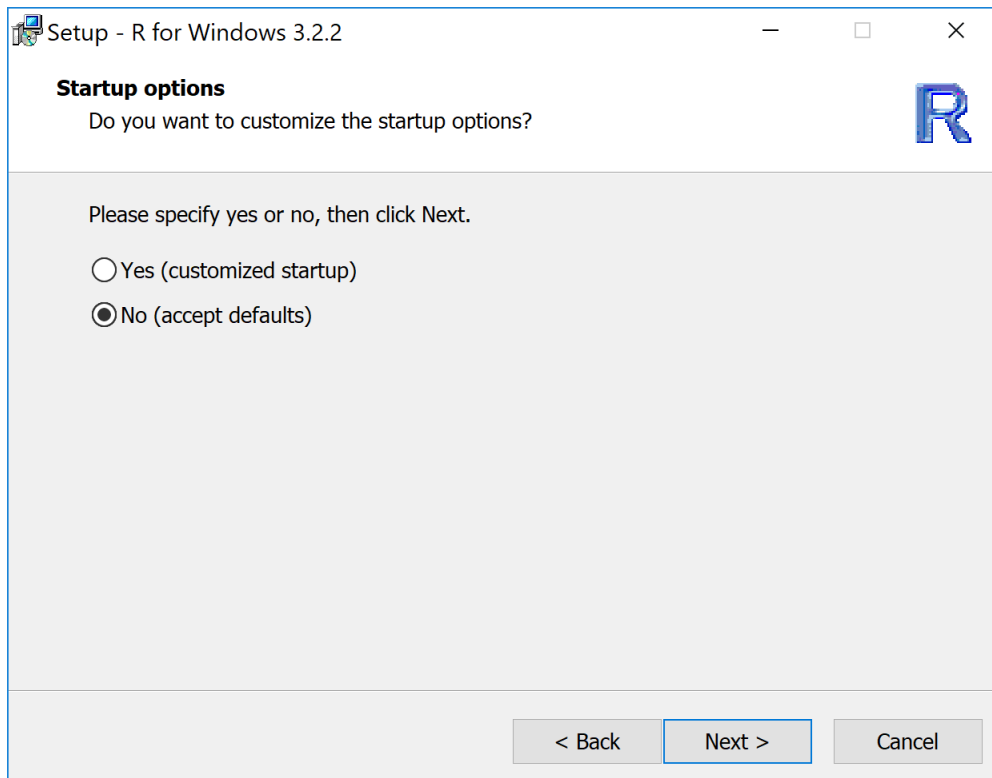 Setup - R for Windows 3.2.2
Startup options
Do you want to customize the startup options?
R
Please specify yes or no, then click Next.
Yes (customized startup)
No (accept defaults)
< Back Next > Cancel